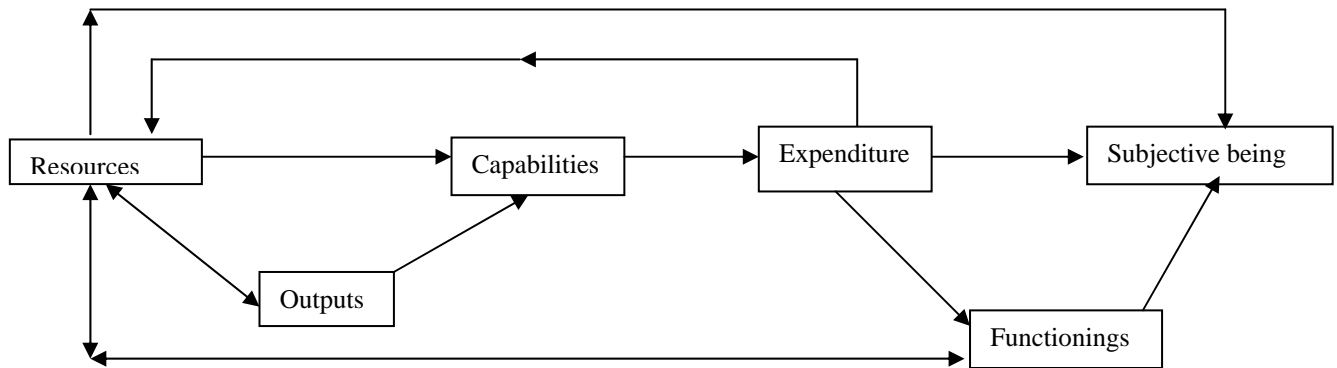 Resources
Capabilities
Expenditure
Subjective being
Outputs
Functionings